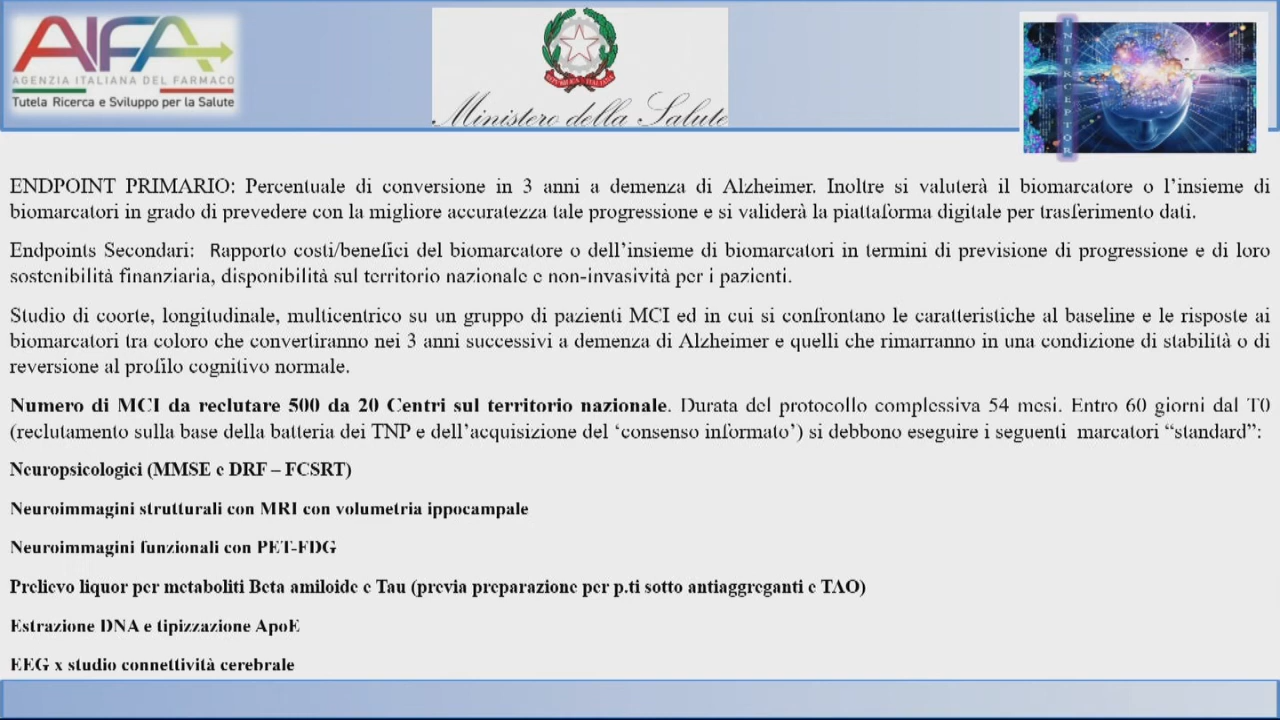 AIFA
AGENZIA ITALIANA DEL FARMACO
Tutela Ricerca e Sviluppo per la Salute
REPVBBLICA ITALIANA
Ministero della Salute
INTERCEPTOR
ENDPOINT PRIMARIO: Percentuale di conversione in 3 anni a demenza di Alzheimer. Inoltre si valuterà il biomarcatore o l’insieme di
biomarcatori in grado di prevedere con la migliore accuratezza tale progressione e si validerà la piattaforma digitale per trasferimento dati.
Endpoints Secondari: Rapporto costi/benefici del biomarcatore o dell’insieme di biomarcatori in termini di previsione di progressione e di loro
sostenibilità finanziaria, disponibilità sul territorio nazionale e non-invasività per i pazienti.
Studio di coorte, longitudinale, multicentrico su un gruppo di pazienti MCI ed in cui si confrontano le caratteristiche al baseline e le risposte ai
biomarcatori tra coloro che convertiranno nei 3 anni successivi a demenza di Alzheimer e quelli che rimarranno in una condizione di stabilità o di
reversione al profilo cognitivo normale.
Numero di MCI da reclutare 500 da 20 Centri sul territorio nazionale. Durata del protocollo complessiva 54 mesi. Entro 60 giorni dal T0
(reclutamento sulla base della batteria dei TNP e dell’acquisizione del ‘consenso informato’) si debbono eseguire i seguenti marcatori “standard”:
Neuropsicologici (MMSE e DRF – FCSRT)
Neuroimmagini strutturali con MRI con volumetria ippocampale
Neuroimmagini funzionali con PET-FDG
Prelievo liquor per metaboliti Beta amiloide e Tau (previa preparazione per p.ti sotto antiaggreganti e TAO)
Estrazione DNA e tipizzazione ApoE
EEG x studio connettività cerebrale